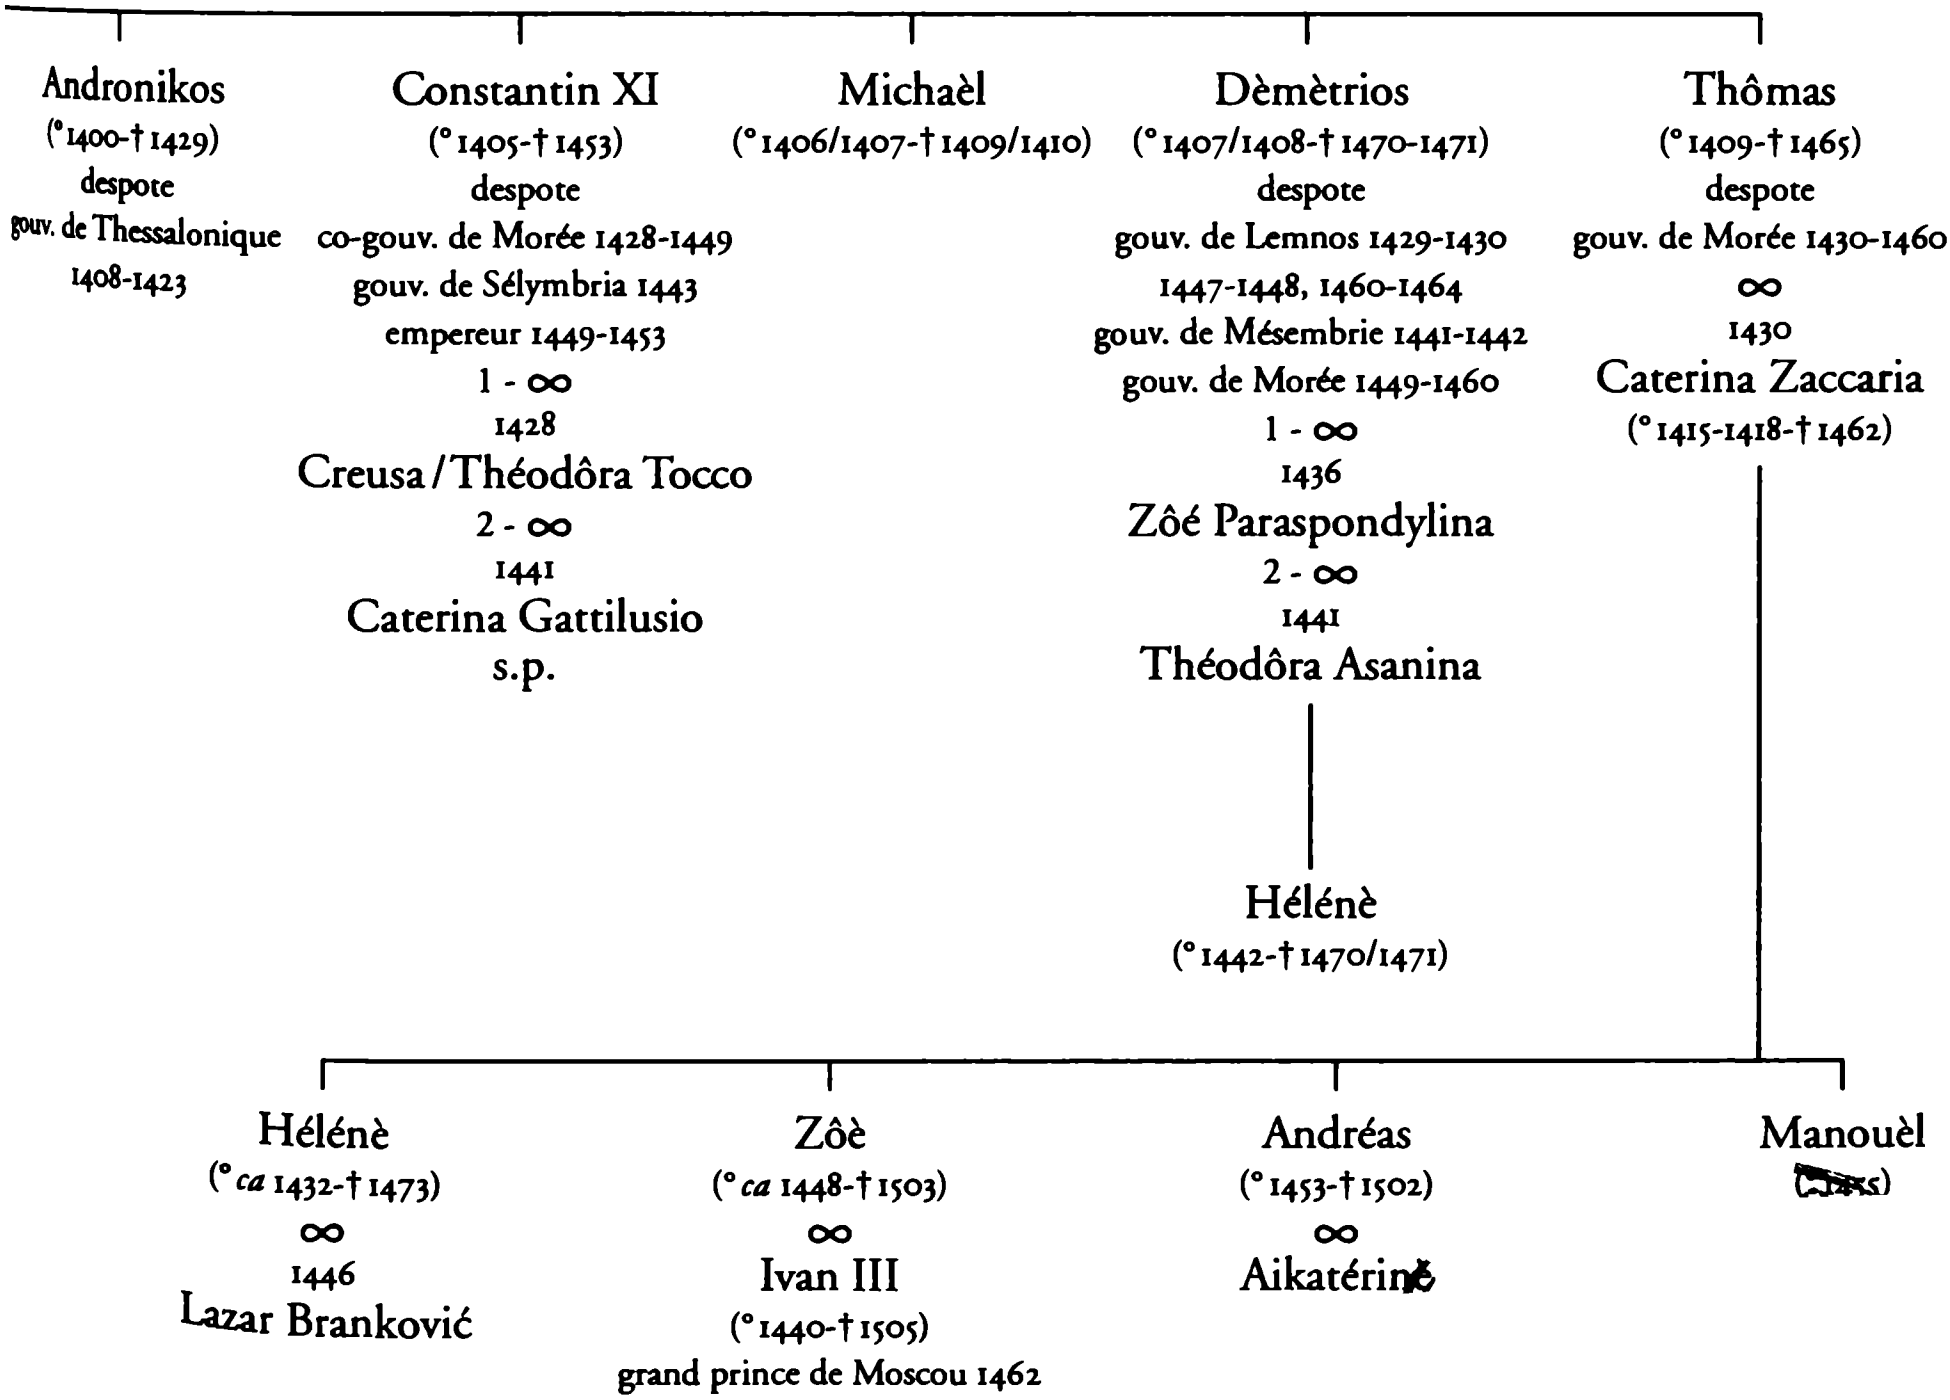 Andronikos
(° 1400-† 1429)
despote
gouv. de Thessalonique
1408-1423
Constantin XI
(° 1405-† 1453)
despote
co-gouv. de Morée 1428-1449
gouv. de Sélymbria 1443
empereur 1449-1453
1 - ∞
1428
Creusa / Théodôra Tocco
2 - ∞
1441
Caterina Gattilusio
s.p.
Michaèl
(° 1406/1407-† 1409/1410)
Dèmètrios
(° 1407/1408-† 1470-1471)
despote
gouv. de Lemnos 1429-1430
1447-1448, 1460-1464
gouv. de Mésembrie 1441-1442
gouv. de Morée 1449-1460
1 - ∞
1436
Zôé Paraspondylina
2 - ∞
1441
Théodôra Asanina
Thômas
(° 1409-† 1465)
despote
gouv. de Morée 1430-1460
∞
1430
Caterina Zaccaria
(° 1415-1418-† 1462)
Hélénè
(° 1442-† 1470/1471)
Hélénè
(° ca 1432-† 1473)
∞
1446
Lazar Branković
Zôè
(° ca 1448-† 1503)
∞
Ivan III
(° 1440-† 1505)
grand prince de Moscou 1462
Andréas
(° 1453-† 1502)
∞
Manouèl